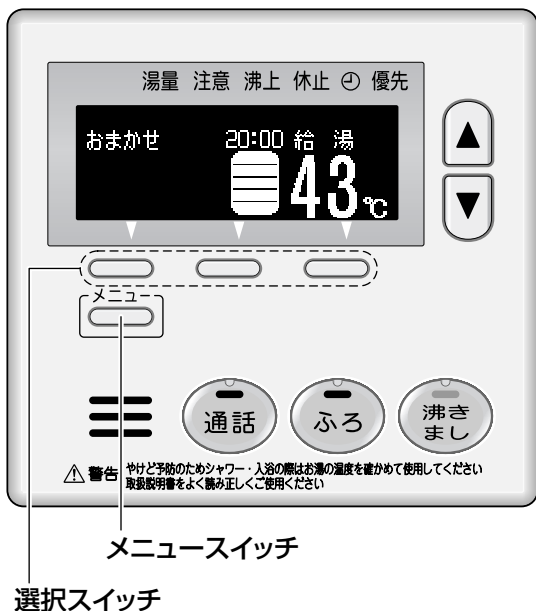 湯量 注意 沸上 休止 優先
おまかせ 20:00 給 湯
43℃
メニュー
通話 ふろ 沸き
まし
警告 やけど予防のためシャワー・入浴の際はお湯の温度を確かめて使用してください
取扱説明書をよく読み正しくご使用ください
メニュースイッチ
選択スイッチ